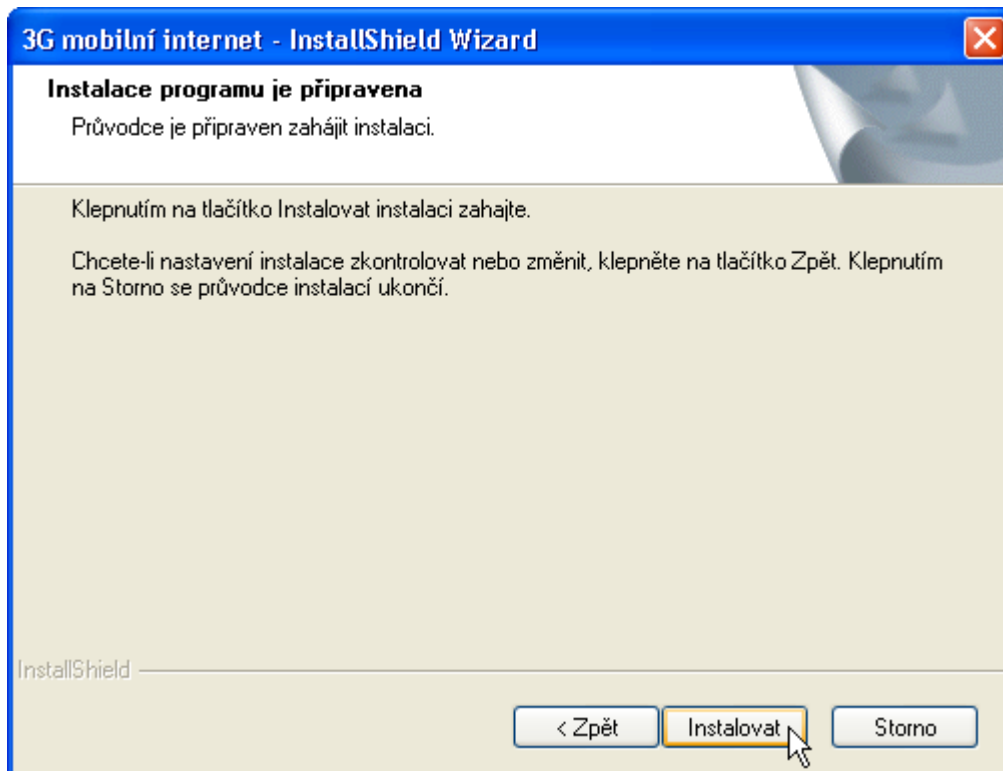 3G mobilní internet - InstallShield Wizard
Instalace programu je připravena
Průvodce je připraven zahájit instalaci.
Klepnutím na tlačítko Instalovat instalaci zahajte.
Chcete-li nastavení instalace zkontrolovat nebo změnit, klepněte na tlačítko Zpět. Klepnutím
na Storno se průvodce instalací ukončí.
InstallShield
< Zpět Instalovat Storno